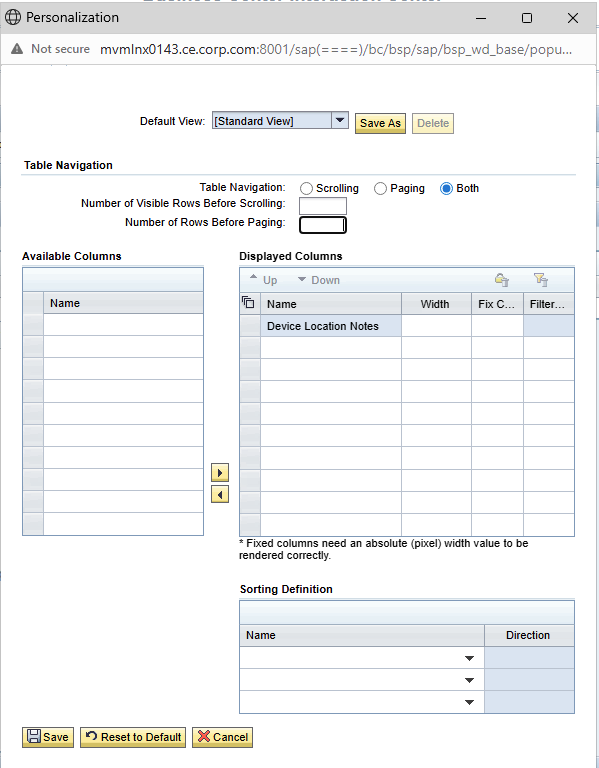 Personalization
Not secure mvmlnx0143.ce.corp.com:8001/sap(====)/bc/bsp/sap/bsp_wd_base/popu...
Default View: [Standard View] Save As Delete
Table Navigation
Table Navigation: Scrolling Paging Both
Number of Visible Rows Before Scrolling:
Number of Rows Before Paging:
Available Columns Displayed Columns
Up Down
Name Name Width Fix C... Filter...
Device Location Notes
* Fixed columns need an absolute (pixel) width value to be
rendered correctly.
Sorting Definition
Name Direction
Save Reset to Default Cancel